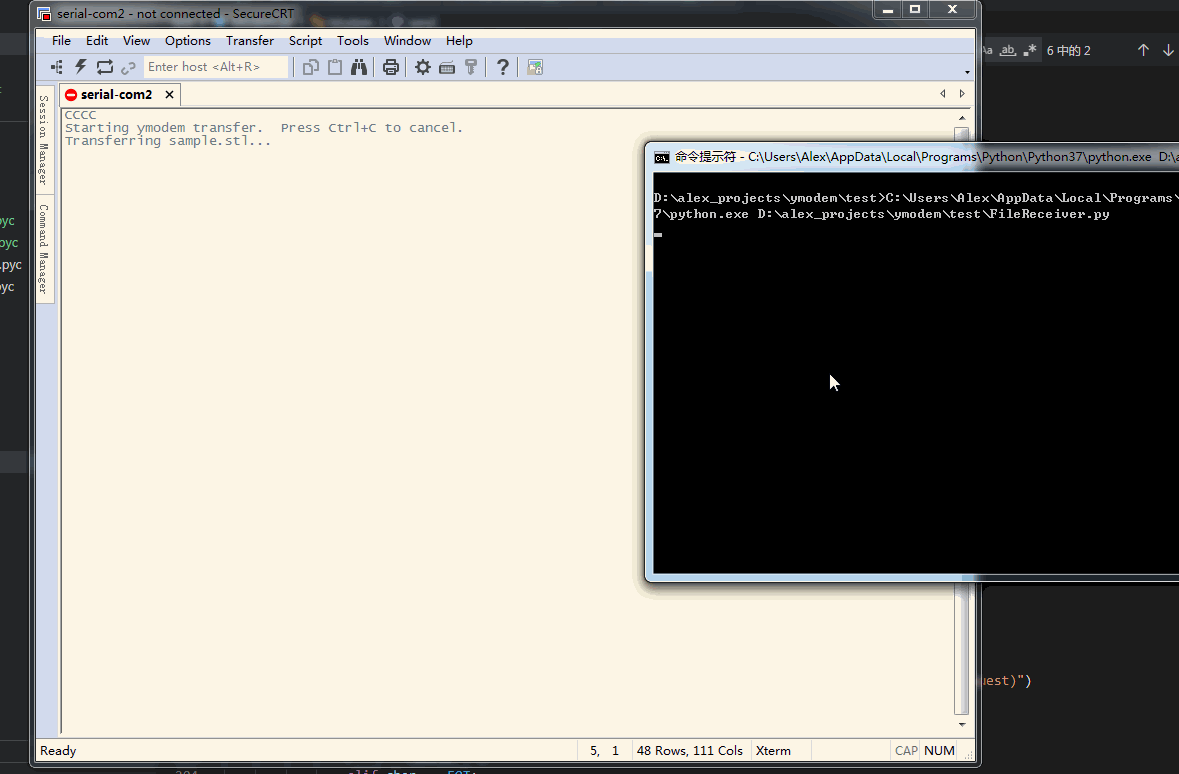 serial-com2 - not connected - SecureCRT
File Edit View Options Transfer Script Tools Window Help
Enter host <Alt+R>
Aa ab 6 中的 2
serial-com2
Session Manager
Command Manager
CCCC
Starting ymodem transfer.  Press Ctrl+C to cancel.
Transferring sample.stl...
命令提示符 - C:\Users\Alex\AppData\Local\Programs\Python\Python37\python.exe D:\a
D:\alex_projects\ymodem\test>C:\Users\Alex\AppData\Local\Programs\
7\python.exe D:\alex_projects\ymodem\test\FileReceiver.py
pyc
pyc
.pyc
yc
uest)")
Ready 5, 1 48 Rows, 111 Cols Xterm CAP NUM